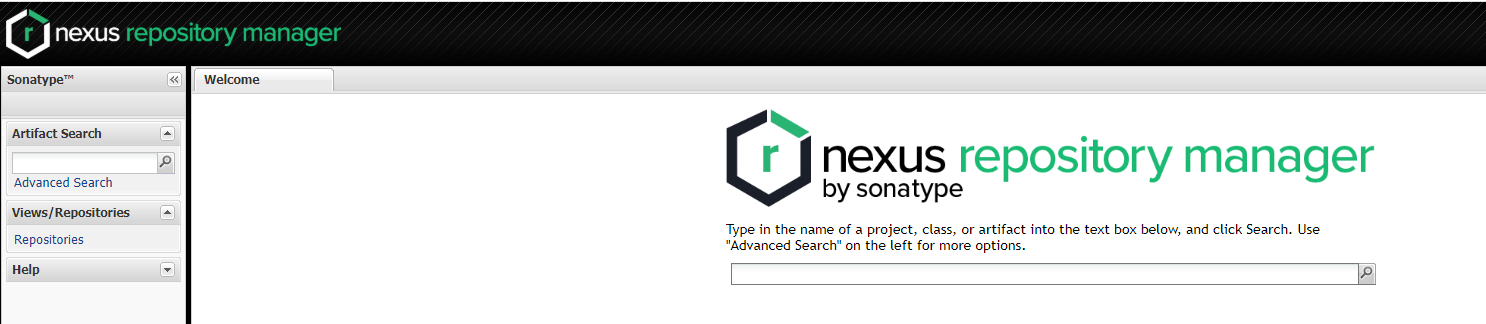 r nexus repository manager
Sonatype™
Welcome
Artifact Search
Advanced Search
Views/Repositories
Repositories
Help
r nexus repository manager
by sonatype
Type in the name of a project, class, or artifact into the text box below, and click Search. Use
"Advanced Search" on the left for more options.